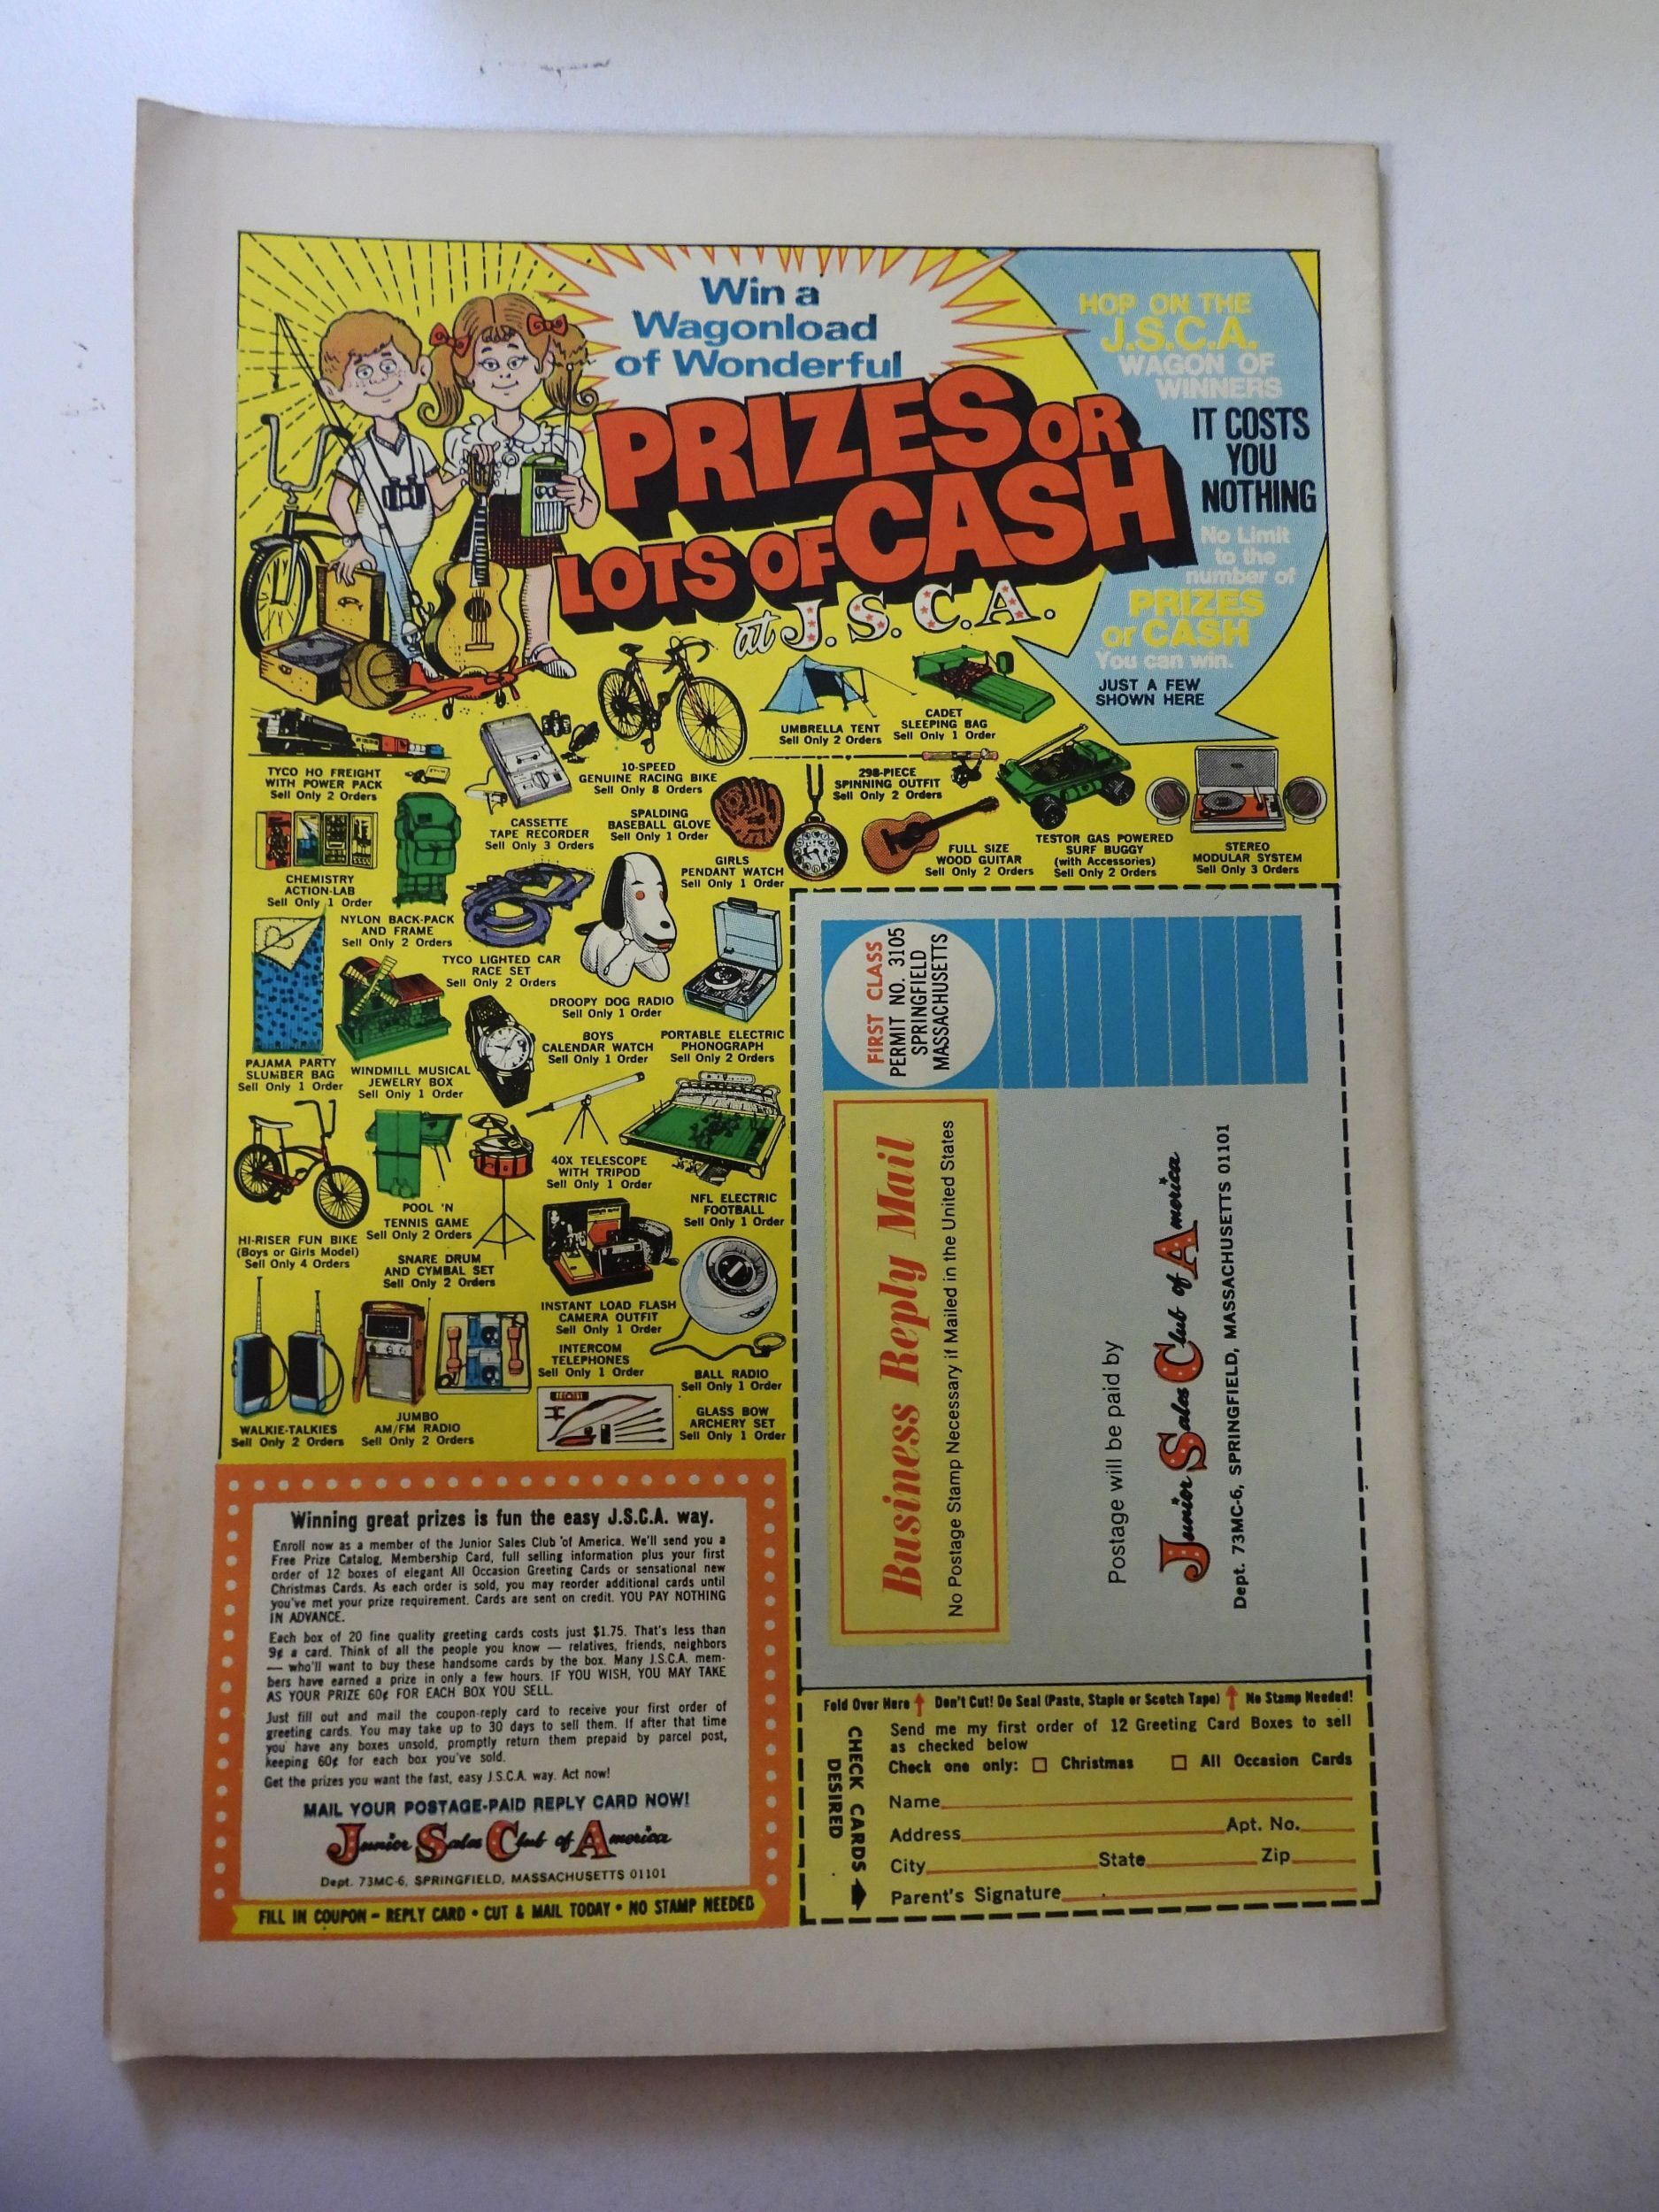 Win a
Wagonload
of Wonderful
PRIZES OR
LOTS OF CASH
at J.S.C.A.
HOP ON THE
J.S.C.A.
WAGON OF
WINNERS
IT COSTS
YOU
NOTHING
No Limit
to the
number of
PRIZES
or CASH
You can win.
JUST A FEW
SHOWN HERE
UMBRELLA TENT
Sell Only 2 Orders
CADET
SLEEPING BAG
Sell Only 1 Order
TYCO HO FREIGHT
WITH POWER PACK
Sell Only 2 Orders
10-SPEED
GENUINE RACING BIKE
Sell Only 8 Orders
298-PIECE
SPINNING OUTFIT
Sell Only 2 Orders
CASSETTE
TAPE RECORDER
Sell Only 3 Orders
SPALDING
BASEBALL GLOVE
Sell Only 1 Order
GIRLS
PENDANT WATCH
Sell Only 1 Order
FULL SIZE
WOOD GUITAR
Sell Only 2 Orders
TESTOR GAS POWERED
SURF BUGGY
(with Accessories)
Sell Only 2 Orders
STEREO
MODULAR SYSTEM
Sell Only 3 Orders
CHEMISTRY
ACTION-LAB
Sell Only 1 Order
NYLON BACK-PACK
AND FRAME
Sell Only 2 Orders
TYCO LIGHTED CAR
RACE SET
Sell Only 2 Orders
DROOPY DOG RADIO
Sell Only 1 Order
BOYS
CALENDAR WATCH
Sell Only 1 Order
PORTABLE ELECTRIC
PHONOGRAPH
Sell Only 2 Orders
PAJAMA PARTY
SLUMBER BAG
Sell Only 1 Order
WINDMILL MUSICAL
JEWELRY BOX
Sell Only 1 Order
40X TELESCOPE
WITH TRIPOD
Sell Only 1 Order
NFL ELECTRIC
FOOTBALL
Sell Only 1 Order
HI-RISER FUN BIKE
(Boys or Girls Model)
Sell Only 4 Orders
POOL 'N
TENNIS GAME
Sell Only 2 Orders
SNARE DRUM
AND CYMBAL SET
Sell Only 2 Orders
INSTANT LOAD FLASH
CAMERA OUTFIT
Sell Only 1 Order
INTERCOM
TELEPHONES
Sell Only 1 Order
BALL RADIO
Sell Only 1 Order
WALKIE-TALKIES
Sell Only 2 Orders
JUMBO
AM/FM RADIO
Sell Only 2 Orders
GLASS BOW
ARCHERY SET
Sell Only 1 Order
Winning great prizes is fun the easy J.S.C.A. way.
Enroll now as a member of the Junior Sales Club of America. We'll send you a
Free Prize Catalog, Membership Card, full selling information plus your first
order of 12 boxes of elegant All Occasion Greeting Cards or sensational new
Christmas Cards. As each order is sold, you may reorder additional cards until
you've met your prize requirement. Cards are sent on credit. YOU PAY NOTHING
IN ADVANCE.
Each box of 20 fine quality greeting cards costs just $1.75. That's less than
9¢ a card. Think of all the people you know — relatives, friends, neighbors
— who'll want to buy these handsome cards by the box. Many J.S.C.A. mem-
bers have earned a prize in only a few hours. IF YOU WISH, YOU MAY TAKE
AS YOUR PRIZE 60¢ FOR EACH BOX YOU SELL.
Just fill out and mail the coupon-reply card to receive your first order of
greeting cards. You may take up to 30 days to sell them. If after that time
you have any boxes unsold, promptly return them prepaid by parcel post,
keeping 60¢ for each box you've sold.
Get the prizes you want the fast, easy J.S.C.A. way. Act now!
MAIL YOUR POSTAGE-PAID REPLY CARD NOW!
Junior Sales Club of America
Dept. 73MC-6, SPRINGFIELD, MASSACHUSETTS 01101
FILL IN COUPON - REPLY CARD • CUT & MAIL TODAY • NO STAMP NEEDED
FIRST CLASS
PERMIT NO. 3105
SPRINGFIELD
MASSACHUSETTS
Business Reply Mail
No Postage Stamp Necessary if Mailed in the United States
Postage will be paid by
Junior Sales Club of America
Dept. 73MC-6, SPRINGFIELD, MASSACHUSETTS 01101
Fold Over Here ↑ Don't Cut! Do Seal (Paste, Staple or Scotch Tape) ↑ No Stamp Needed!
CHECK CARDS
DESIRED
Send me my first order of 12 Greeting Card Boxes to sell
as checked below
Check one only: □ Christmas □ All Occasion Cards
Name
Address Apt. No.
City State Zip
Parent's Signature